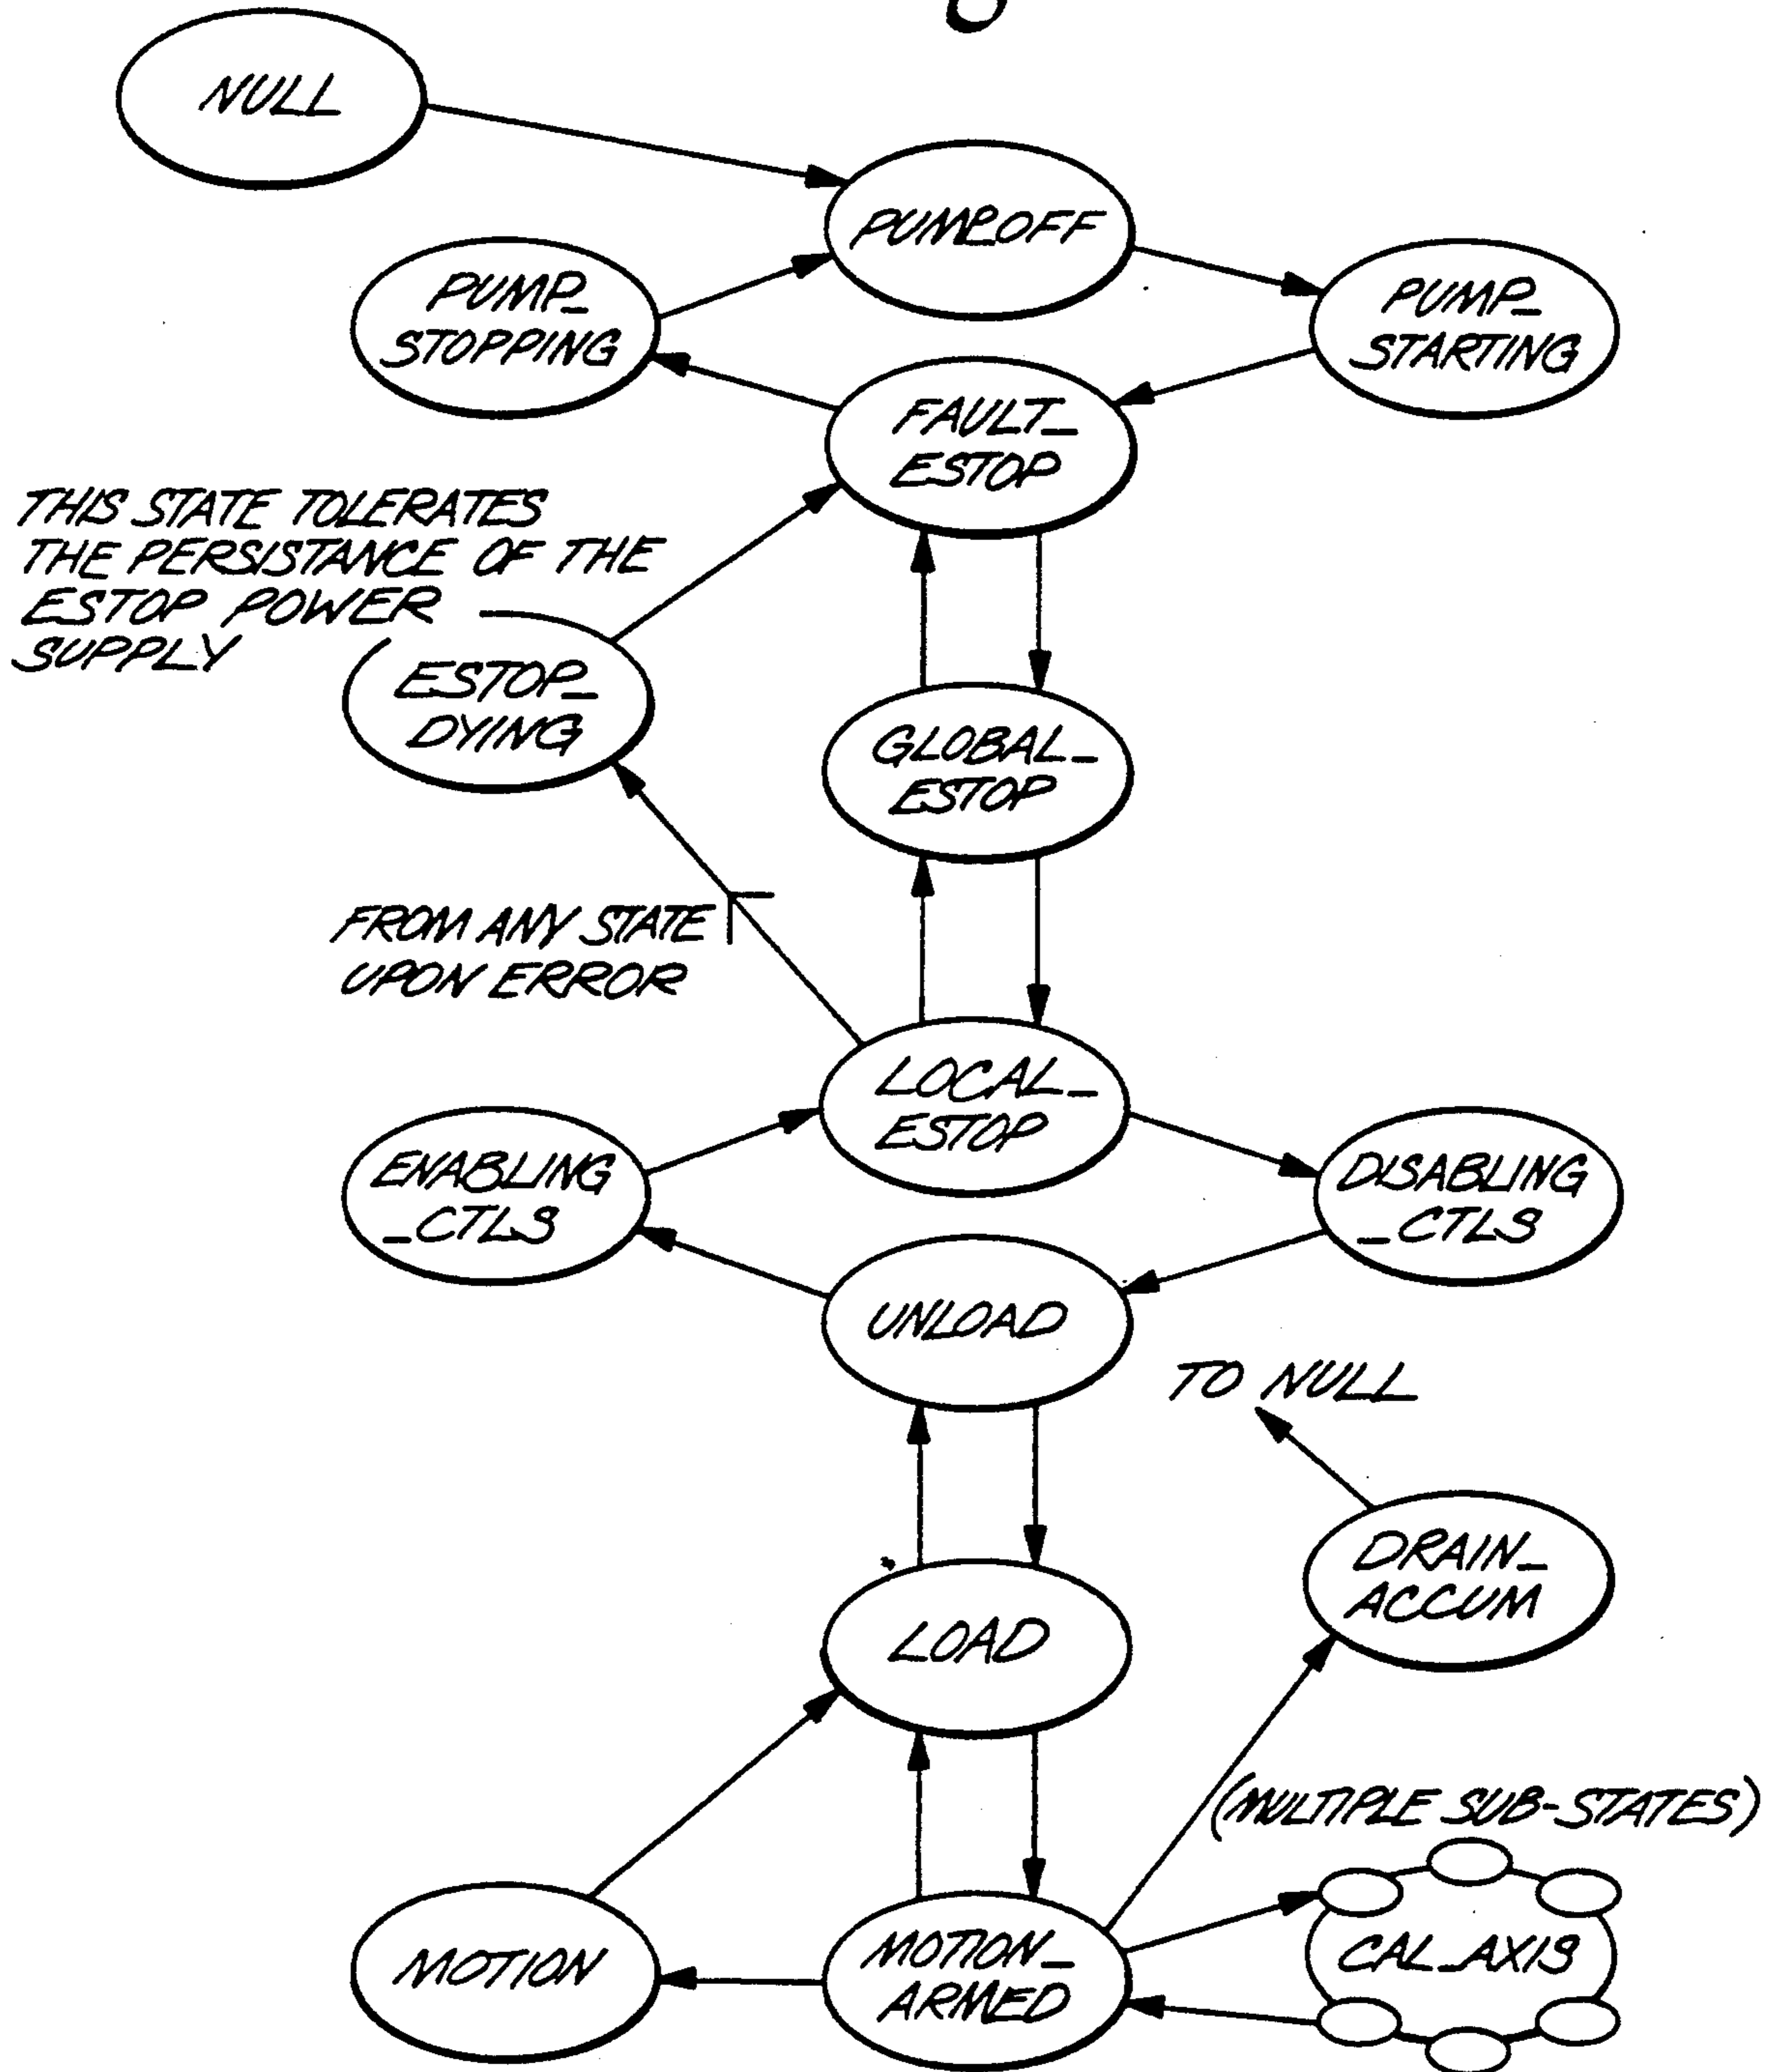 NULL
PUMP_OFF
PUMP_
STOPPING
PUMP_
STARTING
FAULT_
ESTOP
THIS STATE TOLERATES
THE PERSISTANCE OF THE
ESTOP POWER
SUPPLY
ESTOP_
DYING
GLOBAL_
ESTOP
FROM ANY STATE
UPON ERROR
LOCAL_
ESTOP
ENABLING
_CTLS
DISABLING
_CTLS
UNLOAD
TO NULL
DRAIN_
ACCUM
LOAD
(MULTIPLE SUB-STATES)
MOTION
MOTION_
ARMED
CAL_AXIS